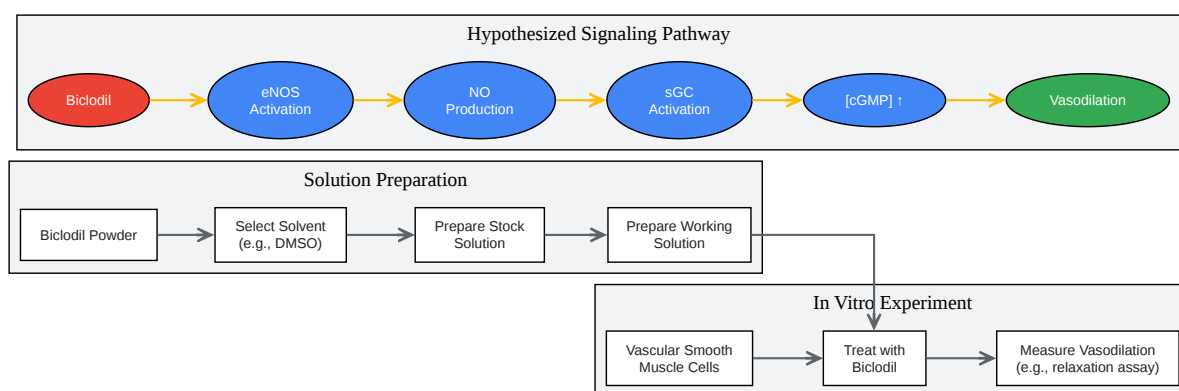 Hypothesized Signaling Pathway
Biclodil
eNOS
Activation
NO
Production
sGC
Activation
[cGMP] ↑
Vasodilation
Solution Preparation
Biclodil Powder
Select Solvent
(e.g., DMSO)
Prepare Stock
Solution
Prepare Working
Solution
In Vitro Experiment
Vascular Smooth
Muscle Cells
Treat with
Biclodil
Measure Vasodilation
(e.g., relaxation assay)